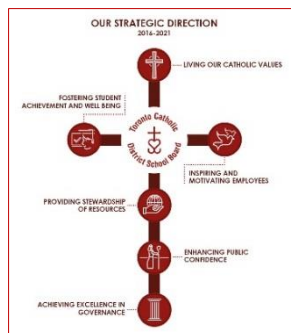 OUR STRATEGIC DIRECTION
2016-2021
LIVING OUR CATHOLIC VALUES
FOSTERING STUDENT
ACHIEVEMENT AND WELL BEING
Toronto Catholic
District School Board
INSPIRING AND
MOTIVATING EMPLOYEES
PROVIDING STEWARDSHIP
OF RESOURCES
ENHANCING PUBLIC
CONFIDENCE
ACHIEVING EXCELLENCE IN
GOVERNANCE